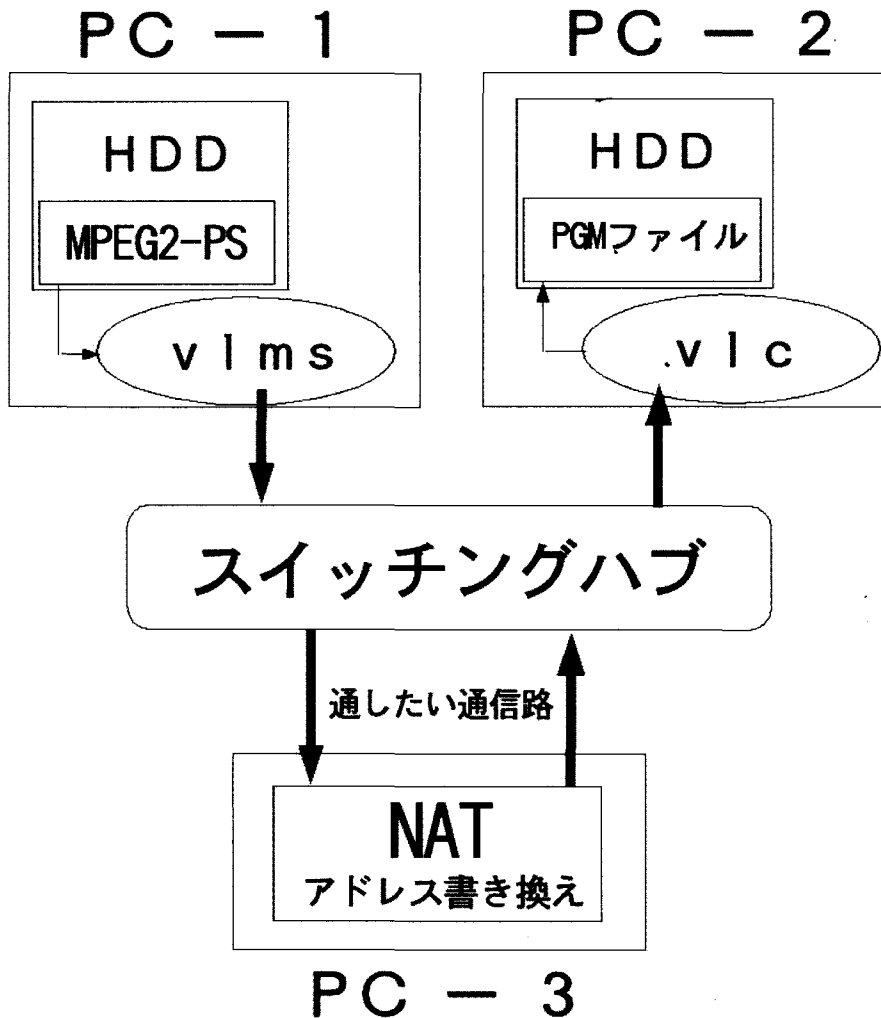 PC － 1
PC － 2
HDD
MPEG2-PS
vlms
HDD
PGMファイル
vlc
スイッチングハブ
通したい通信路
NAT
アドレス書き換え
PC － 3